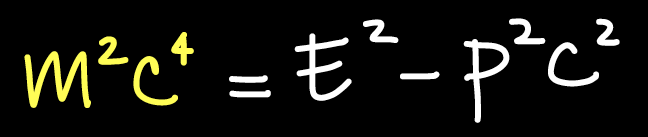 m²c⁴ = E² - p²c²